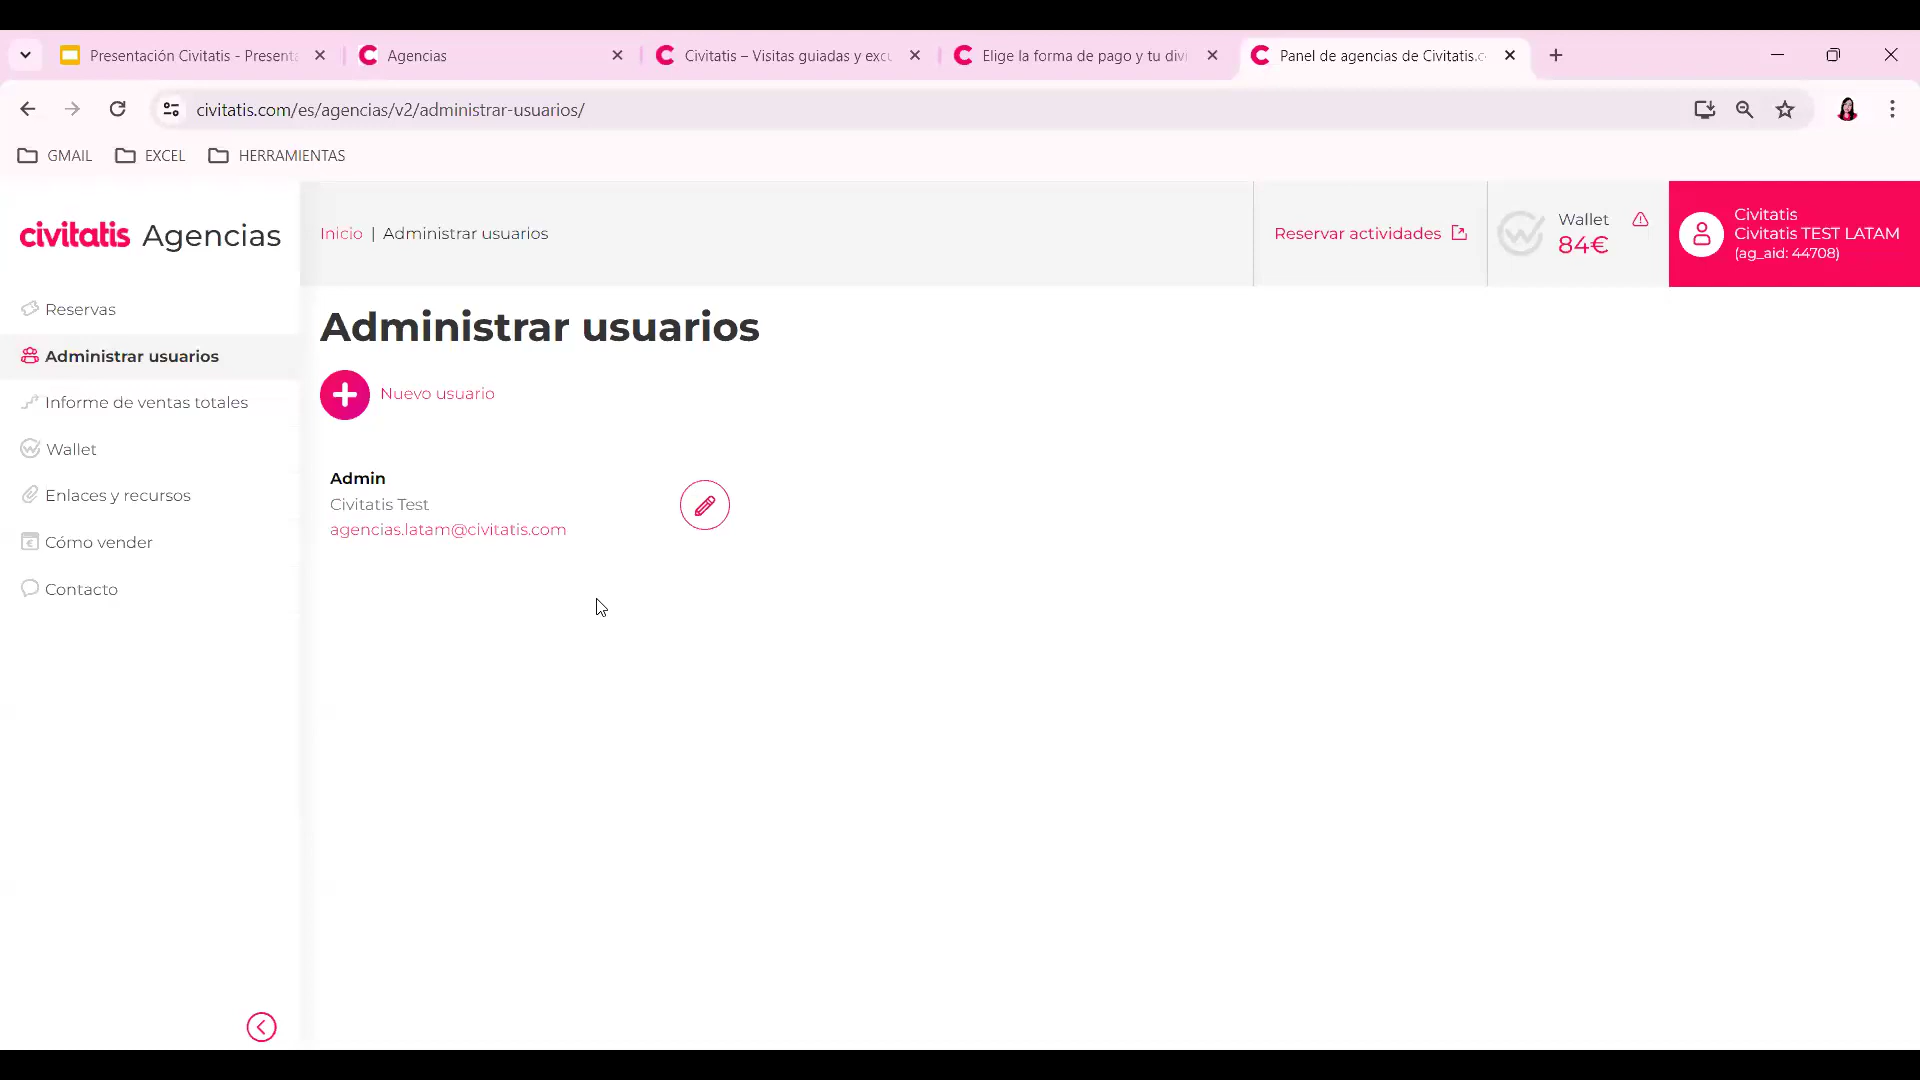 Presentación Civitatis - Present
Agencias
Civitatis – Visitas guiadas y exc
Elige la forma de pago y tu divi
Panel de agencias de Civitatis.c
civitatis.com/es/agencias/v2/administrar-usuarios/
GMAIL
EXCEL
HERRAMIENTAS
civitatis Agencias
Inicio | Administrar usuarios
Reservar actividades
Wallet
84€
Civitatis
Civitatis TEST LATAM
(ag_aid: 44708)
Reservas
Administrar usuarios
Informe de ventas totales
Wallet
Enlaces y recursos
Cómo vender
Contacto
Administrar usuarios
Nuevo usuario
Admin
Civitatis Test
agencias.latam@civitatis.com